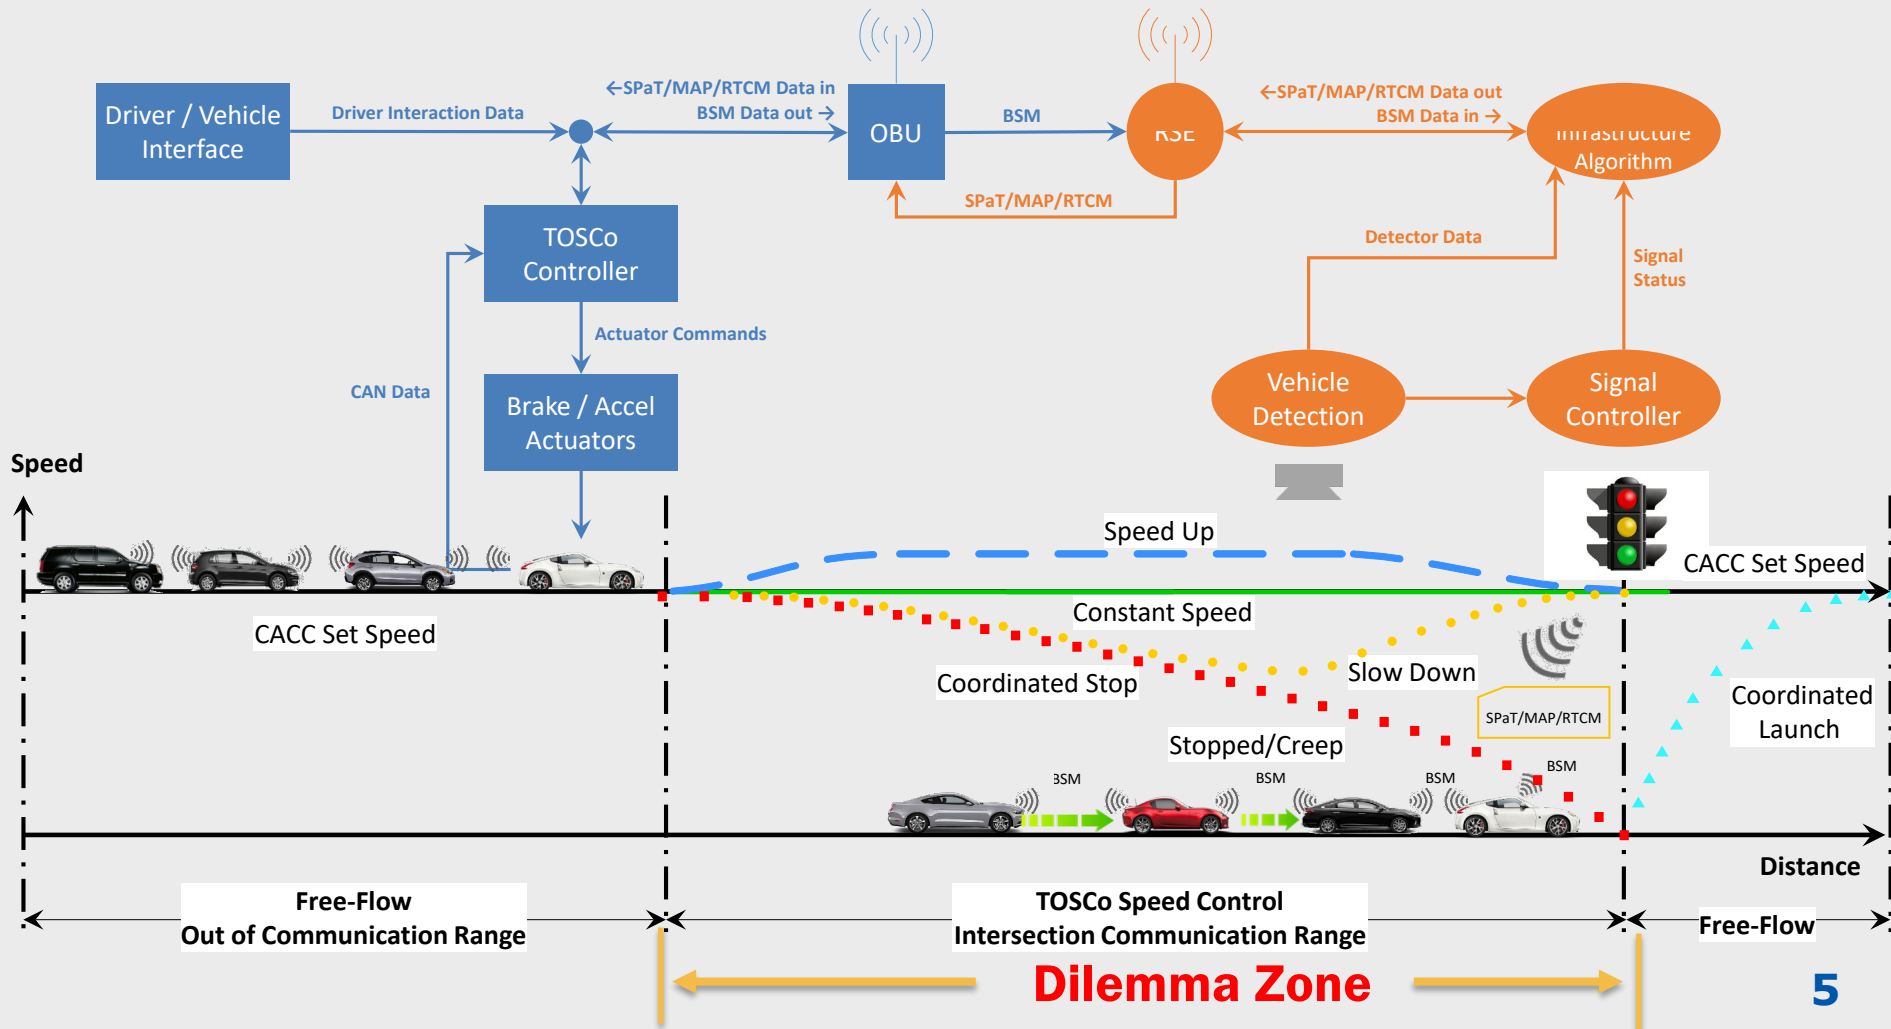 Driver / Vehicle
Interface
Driver Interaction Data
←SPaT/MAP/RTCM Data in
BSM Data out →
OBU
BSM
RSE
←SPaT/MAP/RTCM Data out
BSM Data in →
Infrastructure
Algorithm
SPaT/MAP/RTCM
TOSCo
Controller
Detector Data
Signal
Status
Actuator Commands
CAN Data
Brake / Accel
Actuators
Vehicle
Detection
Signal
Controller
Speed
Speed Up
CACC Set Speed
CACC Set Speed
Constant Speed
Coordinated Stop
Slow Down
SPaT/MAP/RTCM
Coordinated
Launch
Stopped/Creep
BSM
BSM
BSM
BSM
Distance
Free-Flow
Out of Communication Range
TOSCo Speed Control
Intersection Communication Range
Free-Flow
Dilemma Zone
5